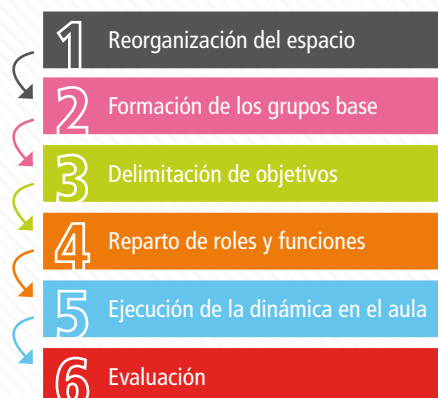 1 Reorganización del espacio
2 Formación de los grupos base
3 Delimitación de objetivos
4 Reparto de roles y funciones
5 Ejecución de la dinámica en el aula
6 Evaluación